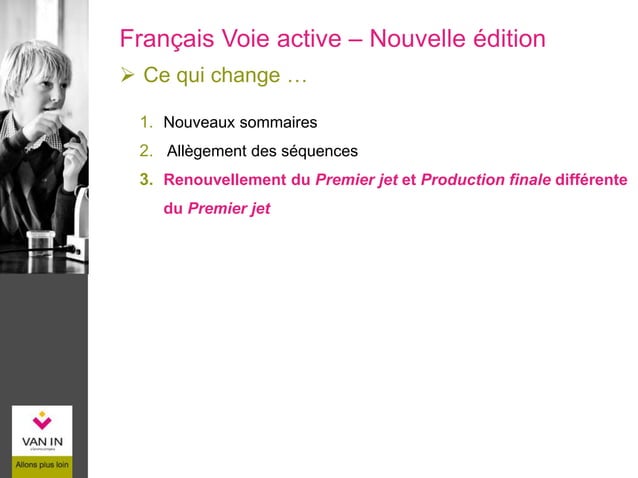 Français Voie active – Nouvelle édition
➢ Ce qui change …
1. Nouveaux sommaires
2. Allègement des séquences
3. Renouvellement du Premier jet et Production finale différente
du Premier jet
VAN IN
Allons plus loin